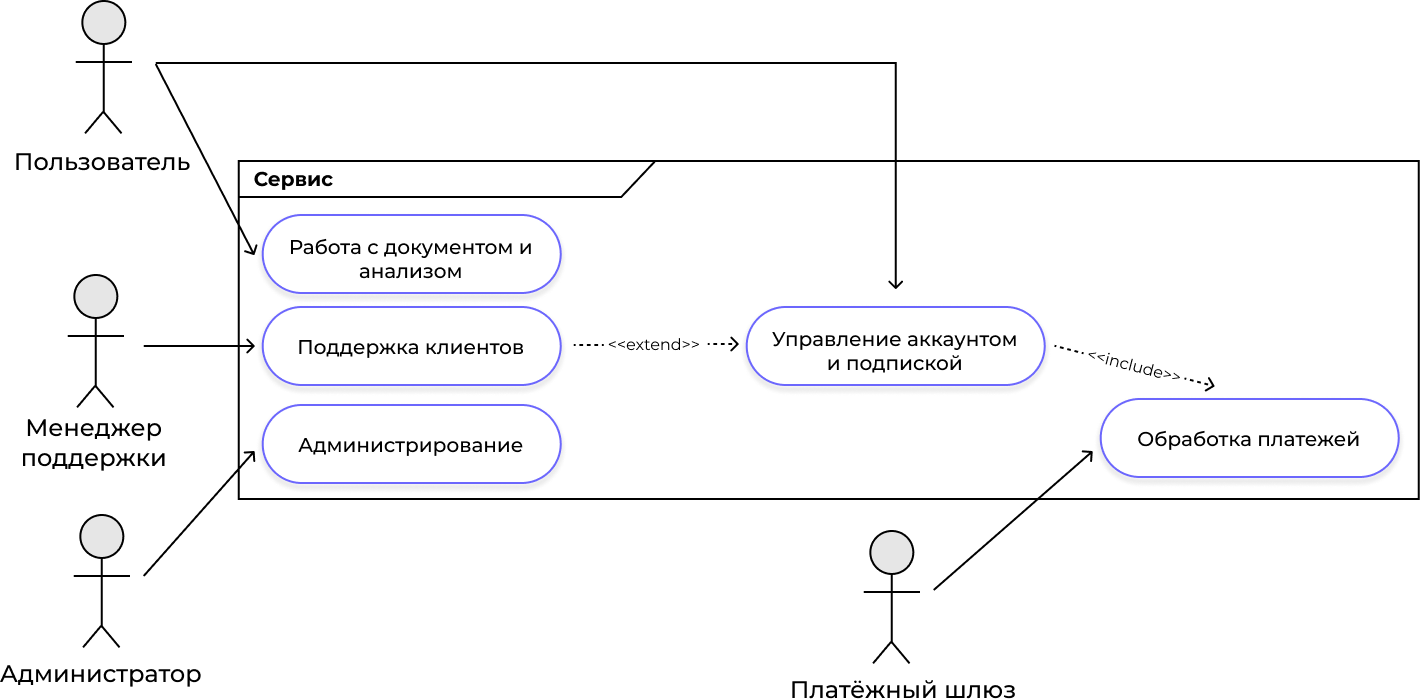 Пользователь
Сервис
Работа с документом и
анализом
Менеджер
поддержки
Поддержка клиентов
<<extend>>
Управление аккаунтом
и подпиской
<<include>>
Администрирование
Обработка платежей
Администратор
Платёжный шлюз